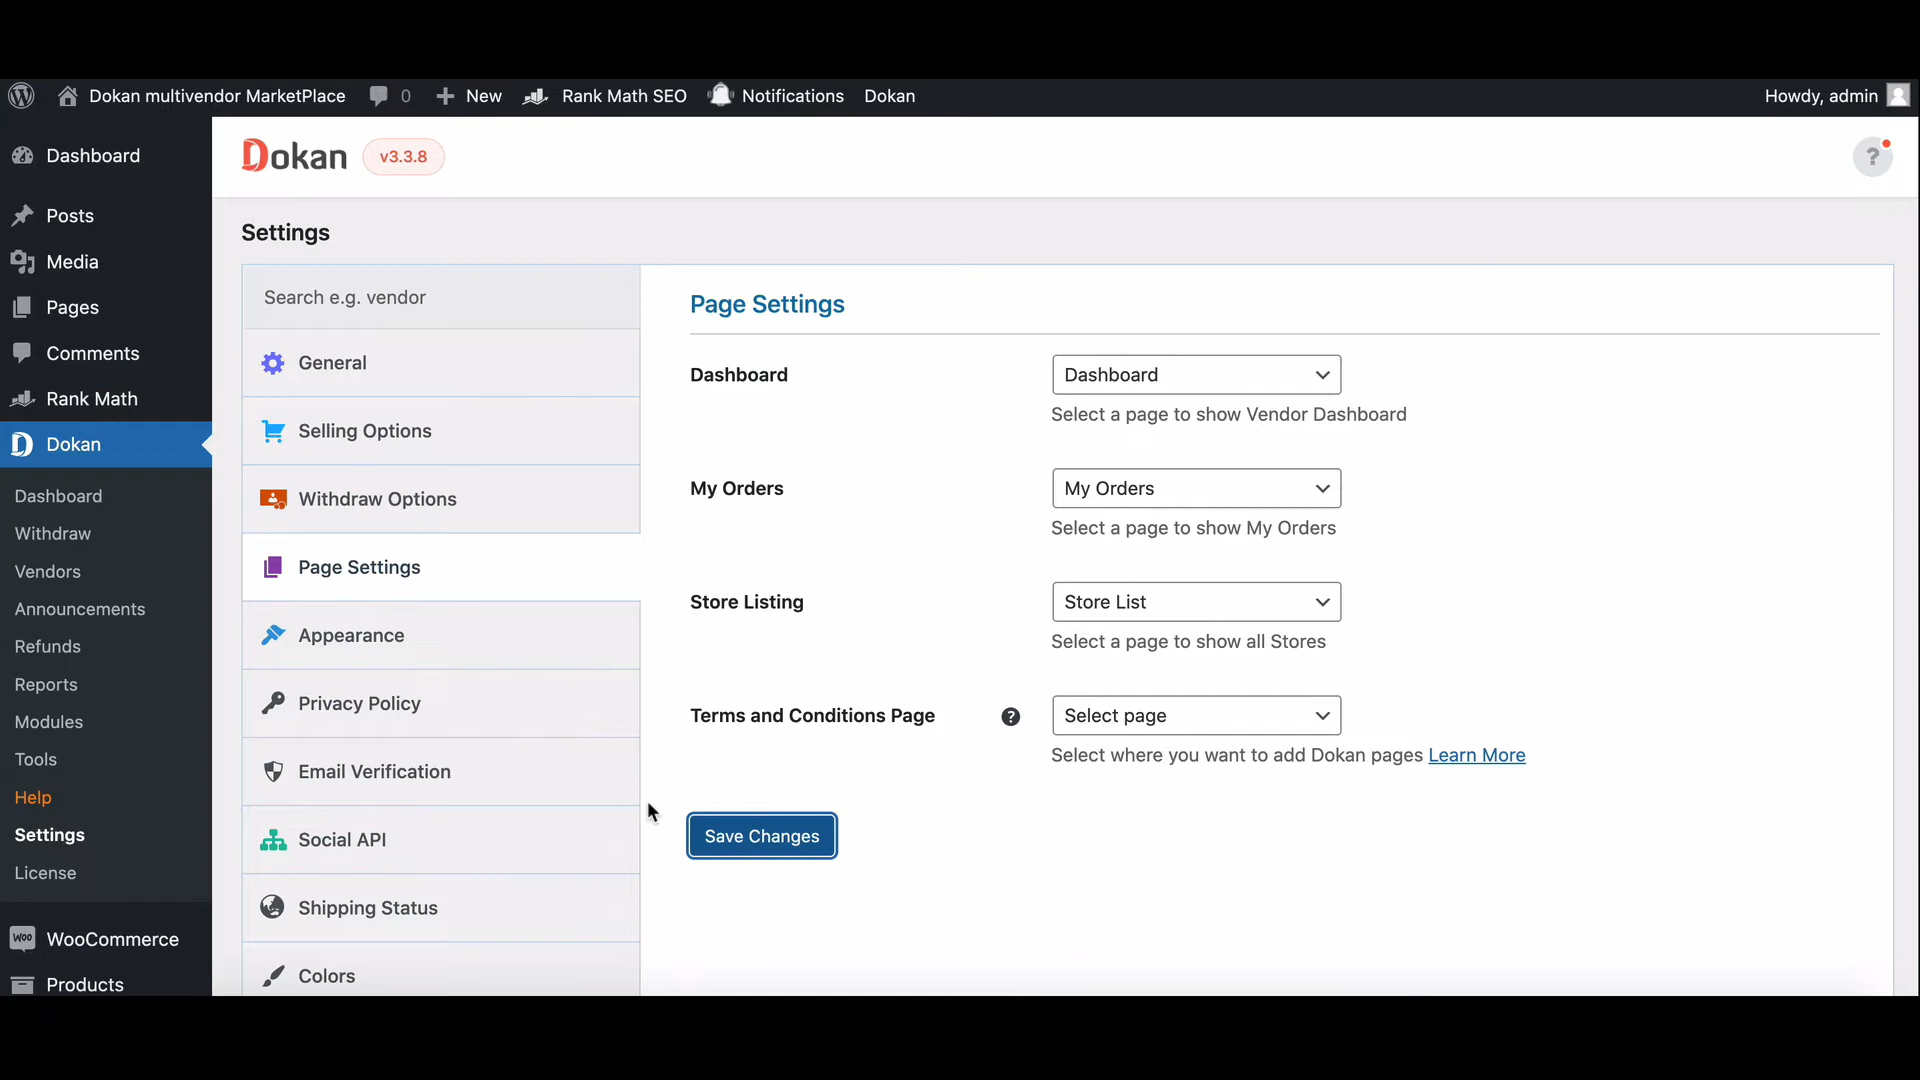 Dokan multivendor MarketPlace 0 New Rank Math SEO Notifications Dokan Howdy, admin
Dashboard
Posts
Media
Pages
Comments
Rank Math
Dokan
Dashboard
Withdraw
Vendors
Announcements
Refunds
Reports
Modules
Tools
Help
Settings
License
WooCommerce
Products
Dokan v3.3.8 ?
Settings
Search e.g. vendor
General
Selling Options
Withdraw Options
Page Settings
Appearance
Privacy Policy
Email Verification
Social API
Shipping Status
Colors
Page Settings
Dashboard Dashboard
Select a page to show Vendor Dashboard
My Orders My Orders
Select a page to show My Orders
Store Listing Store List
Select a page to show all Stores
Terms and Conditions Page ? Select page
Select where you want to add Dokan pages Learn More
Save Changes